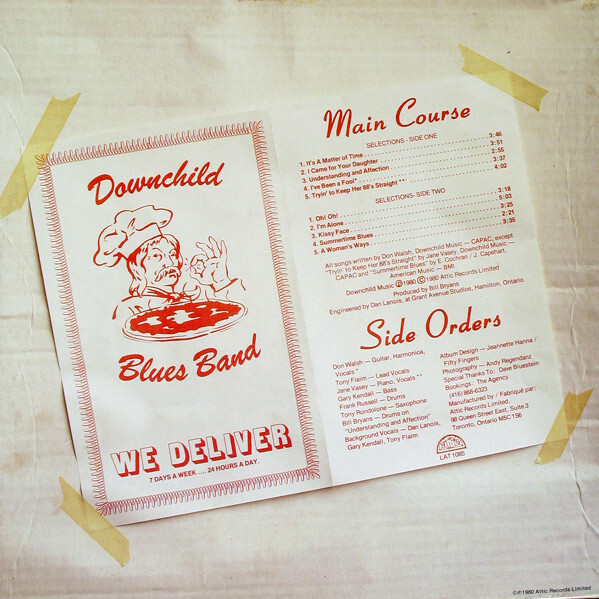 Downchild
Blues Band
WE DELIVER
7 DAYS A WEEK .... 24 HOURS A DAY.
Main Course
SELECTIONS - SIDE ONE
1. It's A Matter of Time 3:46
2. I Came for Your Daughter 3:51
3. Understanding and Affection 2:55
4. I've Been a Fool* 3:37
5. Tryin' to Keep Her 88's Straight** 4:02
SELECTIONS- SIDE TWO
1. Oh! Oh! 3:18
2. I'm Alone 5:03
3. Kissy Face 3:25
4. Summertime Blues 2:21
5. A Woman's Ways 3:35
All songs written by Don Walsh, Downchild Music — CAPAC, except
"Tryin' to Keep Her 88's Straight" by Jane Vasey, Downchild Music —
CAPAC and "Summertime Blues" by E. Cochran / J. Capehart,
American Music — BMI
Downchild Music ℗1980 ©1980 Attic Records Limited
Produced by Bill Bryans
Engineered by Dan Lanois, at Grant Avenue Studios, Hamilton, Ontario
Side Orders
Don Walsh — Guitar, Harmonica,
Vocals *
Tony Flaim — Lead Vocals
Jane Vasey — Piano, Vocals **
Gary Kendall — Bass
Frank Russell — Drums
Tony Rondolone — Saxophone
Bill Bryans — Drums on
"Understanding and Affection"
Background Vocals — Dan Lanois,
Gary Kendall, Tony Flaim
Album Design — Jeannette Hanna /
Fifty Fingers
Photography — Andy Regendanz
Special Thanks To: Dave Bluestein
Bookings: The Agency
(416) 868-6323
Manufactured by / Fabriqué par:
Attic Records Limited,
98 Queen Street East, Suite 3
Toronto, Ontario M5C 1S6
LAT 1085
©℗1980 Attic Records Limited